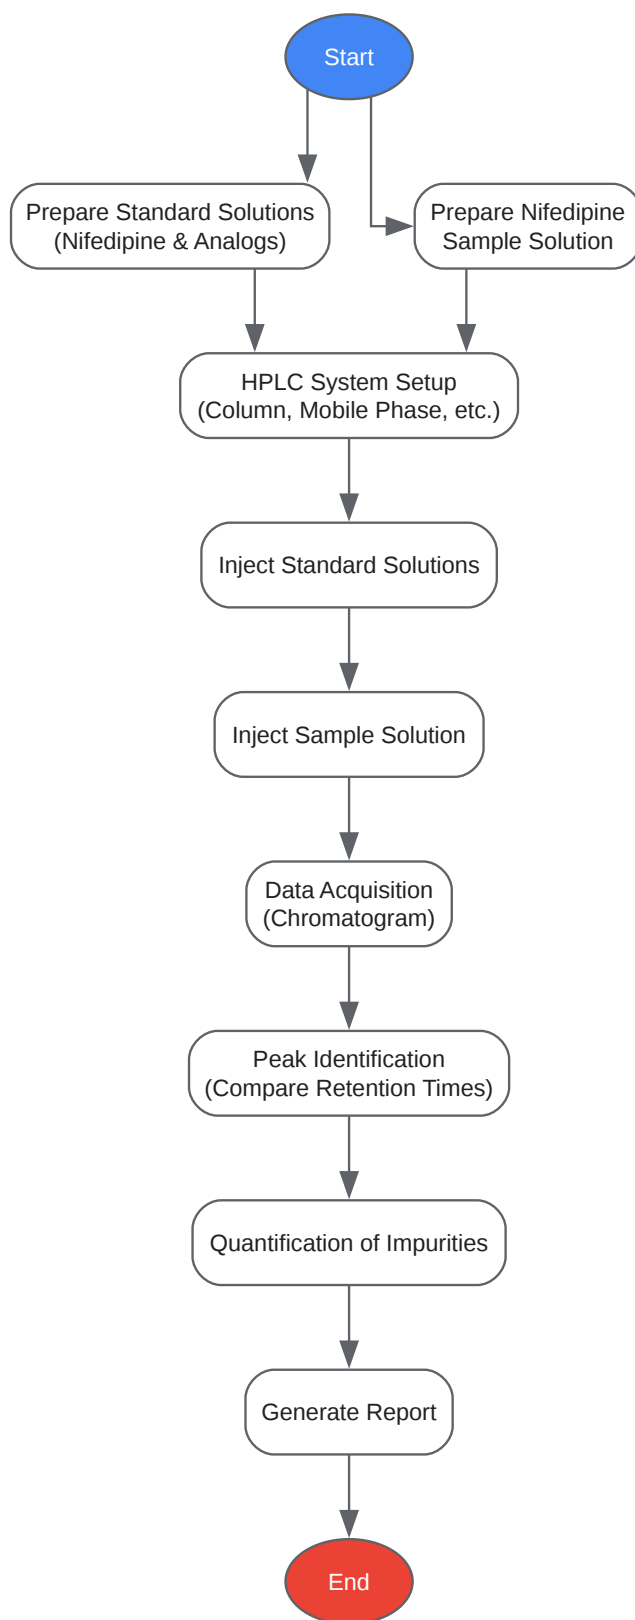 Start
Prepare Standard Solutions
(Nifedipine & Analogs)
Prepare Nifedipine
Sample Solution
HPLC System Setup
(Column, Mobile Phase, etc.)
Inject Standard Solutions
Inject Sample Solution
Data Acquisition
(Chromatogram)
Peak Identification
(Compare Retention Times)
Quantification of Impurities
Generate Report
End